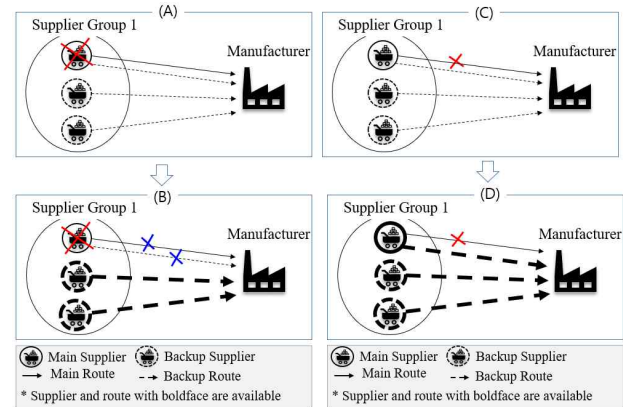 (A)
Supplier Group 1
Manufacturer
(C)
Supplier Group 1
Manufacturer
(B)
Supplier Group 1
Manufacturer
(D)
Supplier Group 1
Manufacturer
Main Supplier Backup Supplier
Main Route Backup Route
* Supplier and route with boldface are available
Main Supplier Backup Supplier
Main Route Backup Route
* Supplier and route with boldface are available